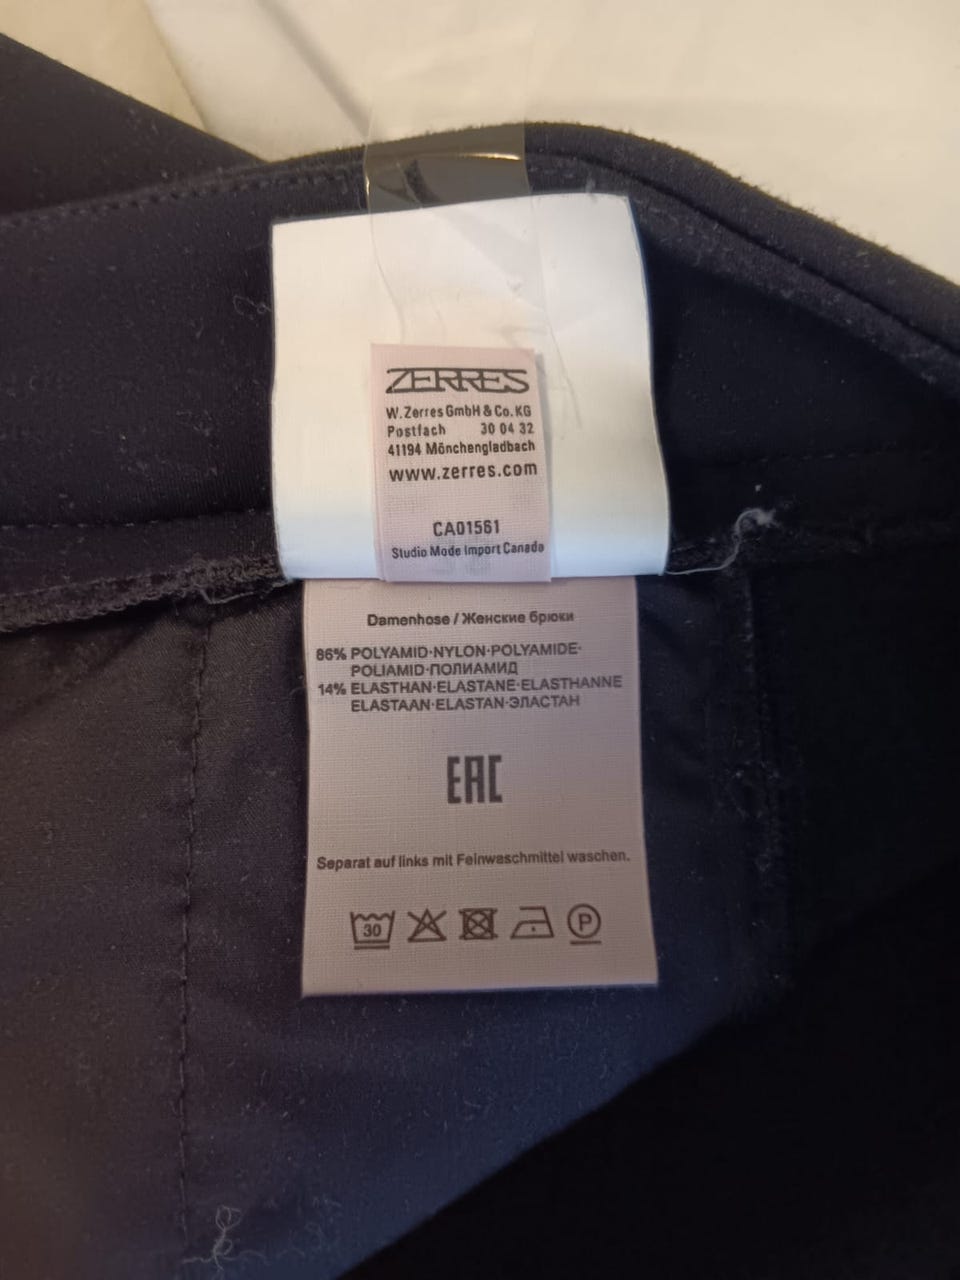 ZERRES
W. Zerres GmbH & Co. KG
Postfach 30 04 32
41194 Mönchengladbach
www.zerres.com
CA01561
Studio Mode Import Canada
Damenhose / Женские брюки
86% POLYAMID·NYLON·POLYAMIDE·
POLIAMID·ПОЛИАМИД
14% ELASTHAN·ELASTANE·ELASTHANNE
ELASTAAN·ELASTAN·ЭЛАСТАН
EAC
Separat auf links mit Feinwaschmittel waschen.
30 P